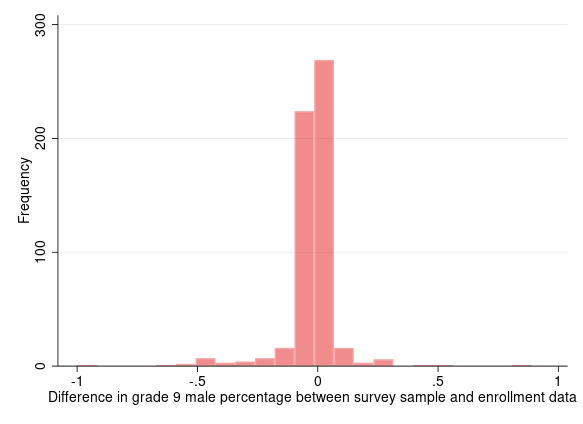 300
200
100
0
Frequency
-1 -.5 0 .5 1
Difference in grade 9 male percentage between survey sample and enrollment data